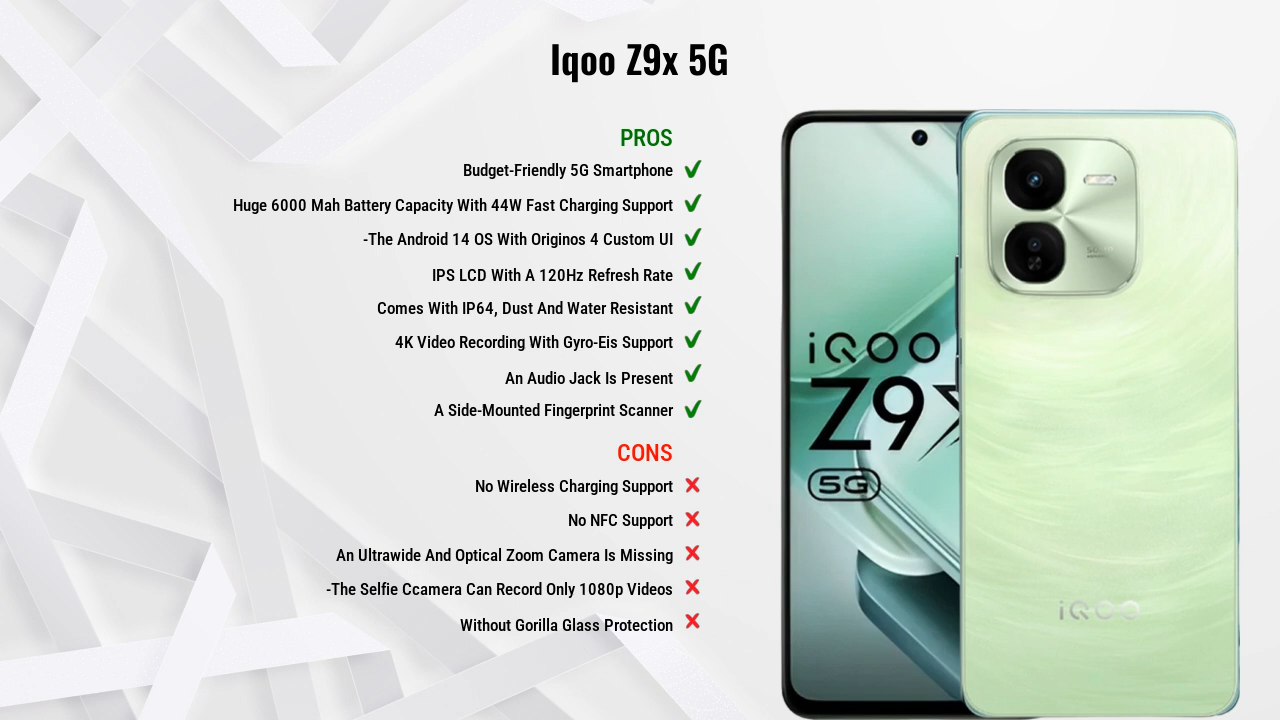 Iqoo Z9x 5G
PROS
Budget-Friendly 5G Smartphone
Huge 6000 Mah Battery Capacity With 44W Fast Charging Support
-The Android 14 OS With Originos 4 Custom UI
IPS LCD With A 120Hz Refresh Rate
Comes With IP64, Dust And Water Resistant
4K Video Recording With Gyro-Eis Support
An Audio Jack Is Present
A Side-Mounted Fingerprint Scanner
CONS
No Wireless Charging Support
No NFC Support
An Ultrawide And Optical Zoom Camera Is Missing
-The Selfie Ccamera Can Record Only 1080p Videos
Without Gorilla Glass Protection
iQOO
Z9x
5G
iQOO